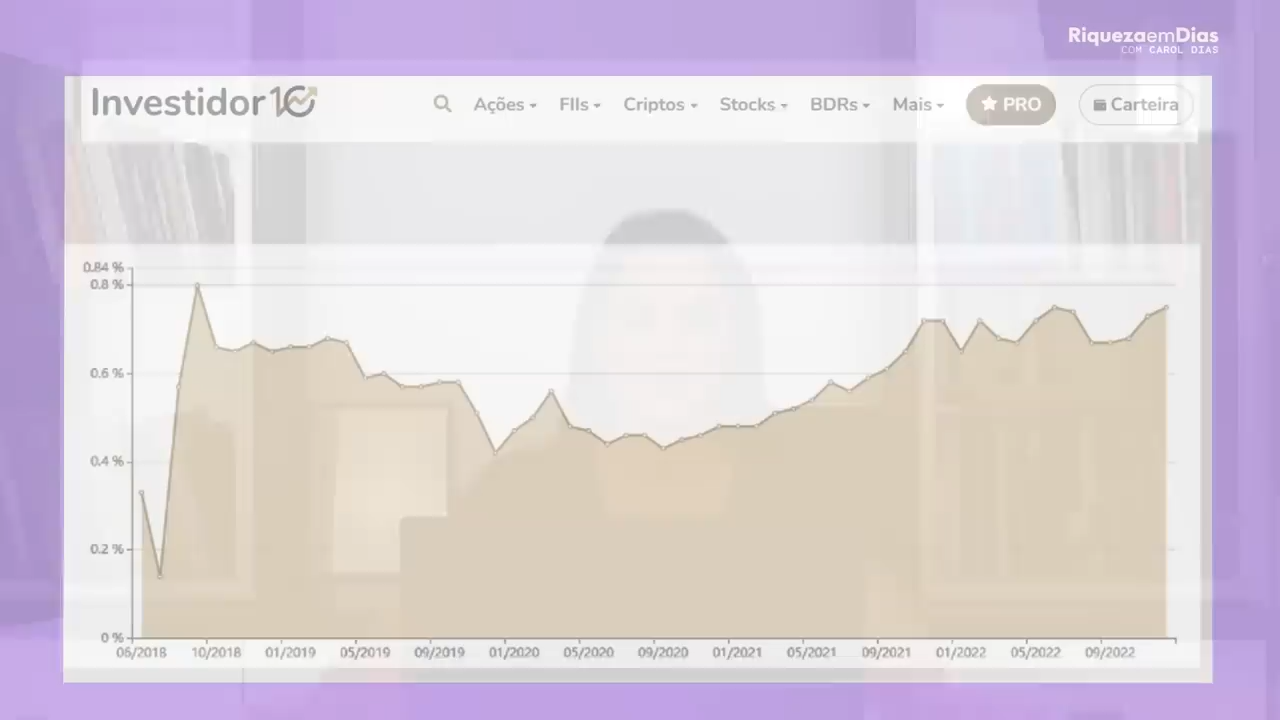 RiquezaemDias
COM CAROL DIAS
Investidor10
Ações FIIs Criptos Stocks BDRs Mais PRO Carteira
0.84 %
0.8 %
0.6 %
0.4 %
0.2 %
0 %
06/2018 10/2018 01/2019 05/2019 09/2019 01/2020 05/2020 09/2020 01/2021 05/2021 09/2021 01/2022 05/2022 09/2022